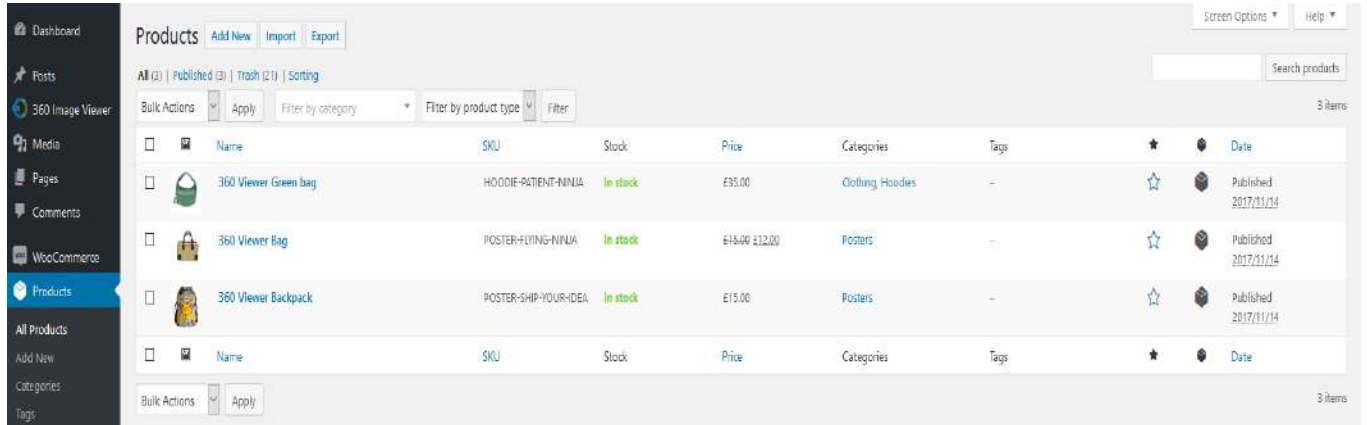 Screen Options ▼ Help ▼
Dashboard
Posts
360 Image Viewer
Media
Pages
Comments
WooCommerce
Products
All Products
Add New
Categories
Tags
Products Add New Import Export
All (3) | Published (3) | Trash (21) | Sorting
Search products
Bulk Actions Apply Filter by category Filter by product type Filter 3 items
Name SKU Stock Price Categories Tags Date
360 Viewer Green bag HOODIE-PATIENT-NINJA In stock £35.00 Clothing, Hoodies – Published
2017/11/14
360 Viewer Bag POSTER-FLYING-NINJA In stock £15.00 £12.00 Posters – Published
2017/11/14
360 Viewer Backpack POSTER-SHIP-YOUR-IDEA In stock £15.00 Posters – Published
2017/11/14
Name SKU Stock Price Categories Tags Date
Bulk Actions Apply 3 items